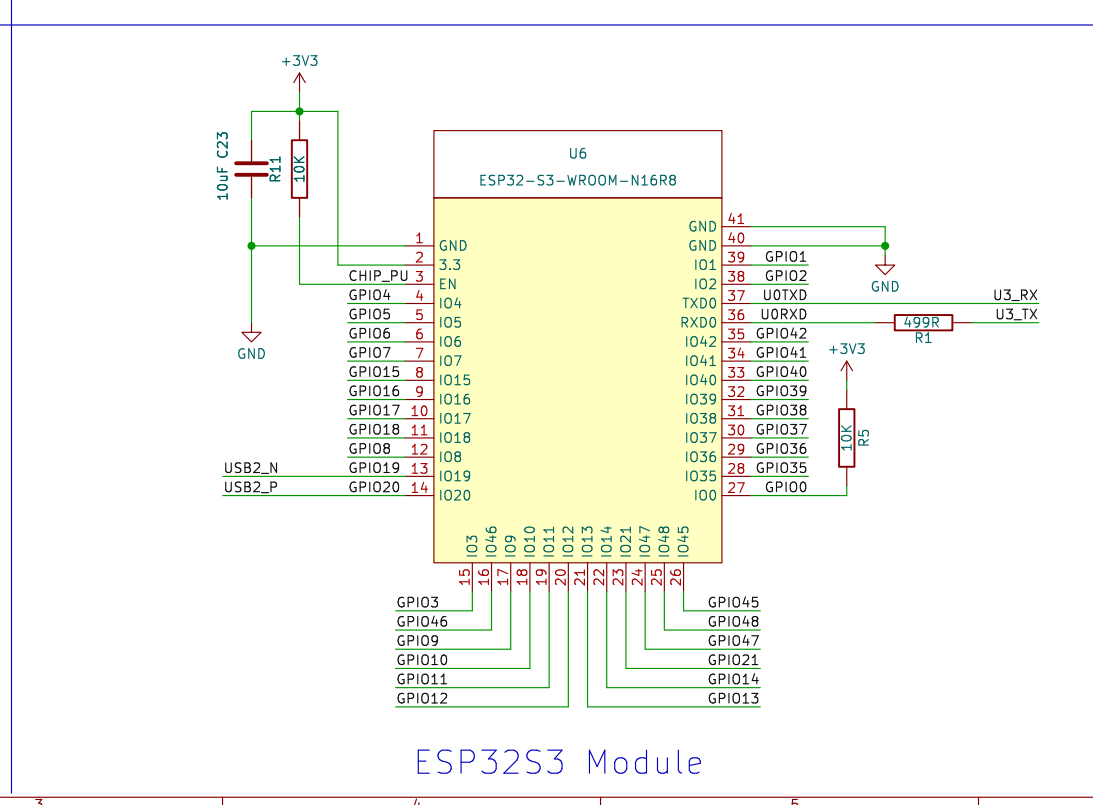 +3V3
10uF C23
R11
10K
GND
U6
ESP32-S3-WROOM-N16R8
1 GND
2 3.3
CHIP_PU 3 EN
GPIO4 4 IO4
GPIO5 5 IO5
GPIO6 6 IO6
GPIO7 7 IO7
GPIO15 8 IO15
GPIO16 9 IO16
GPIO17 10 IO17
GPIO18 11 IO18
GPIO8 12 IO8
USB2_N GPIO19 13 IO19
USB2_P GPIO20 14 IO20
GND 41
GND 40
IO1 39 GPIO1
IO2 38 GPIO2
TXD0 37 U0TXD U3_RX
RXD0 36 U0RXD 499R U3_TX
R1
IO42 35 GPIO42
IO41 34 GPIO41
IO40 33 GPIO40
IO39 32 GPIO39
IO38 31 GPIO38
IO37 30 GPIO37
IO36 29 GPIO36
IO35 28 GPIO35
IO0 27 GPIO0
GND
+3V3
10K
R5
IO3 IO46 IO9 IO10 IO11 IO12 IO13 IO14 IO21 IO47 IO48 IO45
15 16 17 18 19 20 21 22 23 24 25 26
GPIO3 GPIO45
GPIO46 GPIO48
GPIO9 GPIO47
GPIO10 GPIO21
GPIO11 GPIO14
GPIO12 GPIO13
ESP32S3 Module
3 4 5